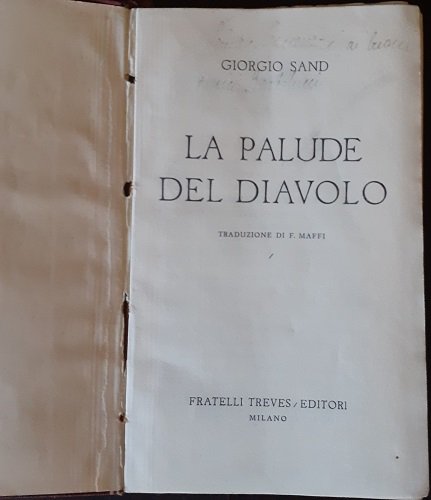 GIORGIO SAND
LA PALUDE
DEL DIAVOLO
TRADUZIONE DI F. MAFFI
FRATELLI TREVES / EDITORI
MILANO